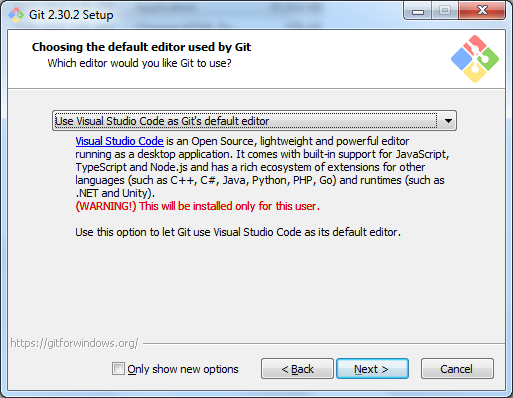 Git 2.30.2 Setup
Choosing the default editor used by Git
Which editor would you like Git to use?
Use Visual Studio Code as Git's default editor
Visual Studio Code is an Open Source, lightweight and powerful editor
running as a desktop application. It comes with built-in support for JavaScript,
TypeScript and Node.js and has a rich ecosystem of extensions for other
languages (such as C++, C#, Java, Python, PHP, Go) and runtimes (such as
.NET and Unity).
(WARNING!) This will be installed only for this user.
Use this option to let Git use Visual Studio Code as its default editor.
https://gitforwindows.org/
Only show new options
< Back
Next >
Cancel